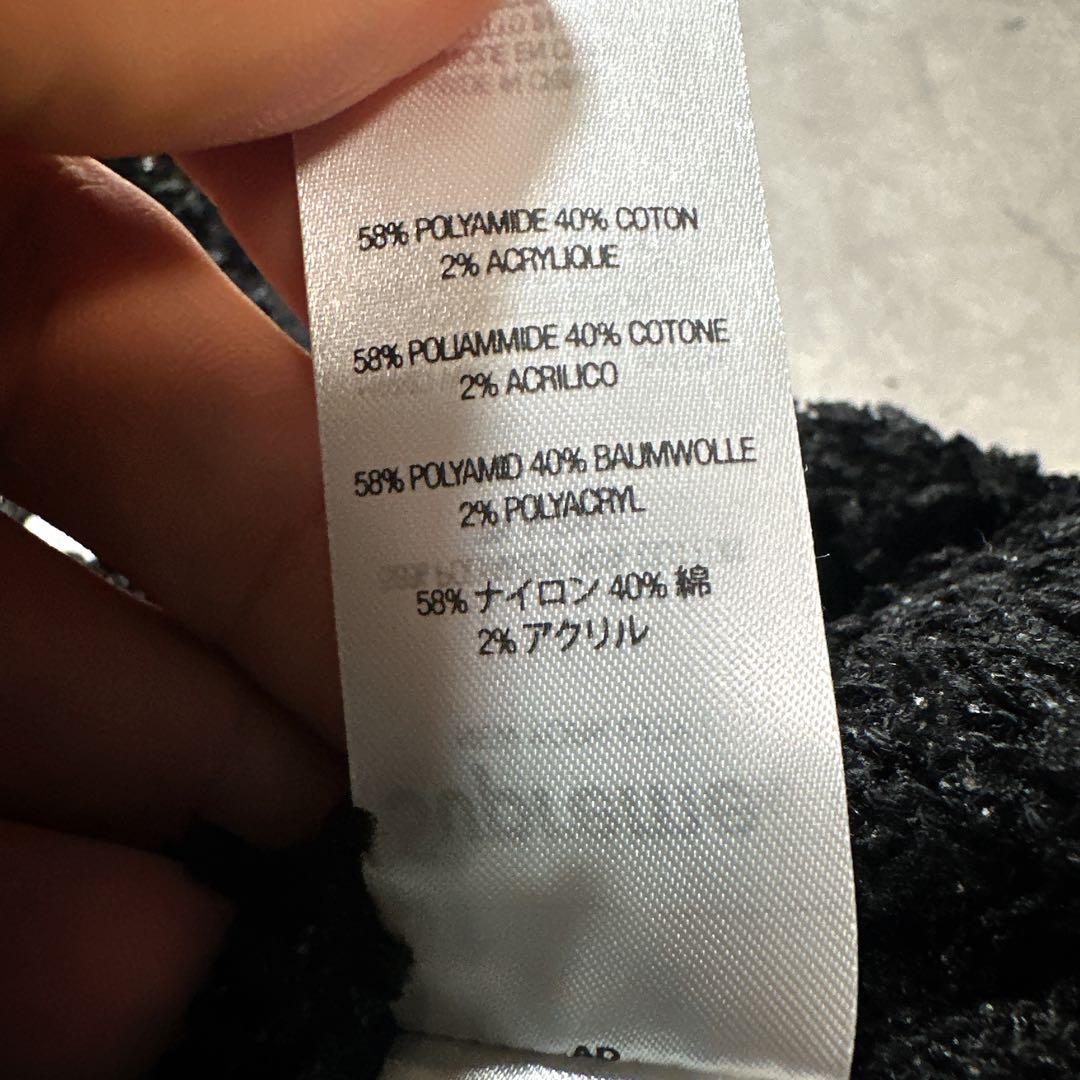 58% POLYAMIDE 40% COTON
2% ACRYLIQUE
58% POLIAMMIDE 40% COTONE
2% ACRILICO
58% POLYAMID 40% BAUMWOLLE
2% POLYACRYL
58% ナイロン 40% 綿
2% アクリル
AD